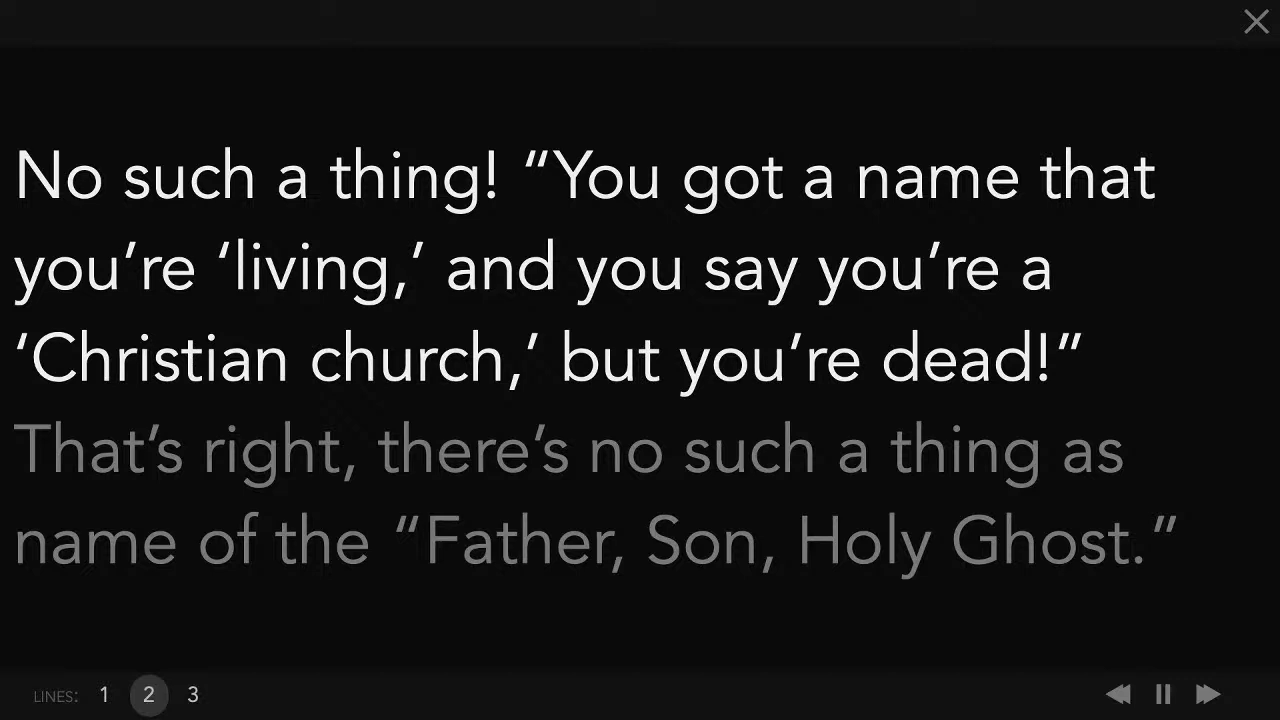 No such a thing! “You got a name that
you’re ‘living,’ and you say you’re a
‘Christian church,’ but you’re dead!”
That’s right, there’s no such a thing as
name of the “Father, Son, Holy Ghost.”
LINES: 1 2 3